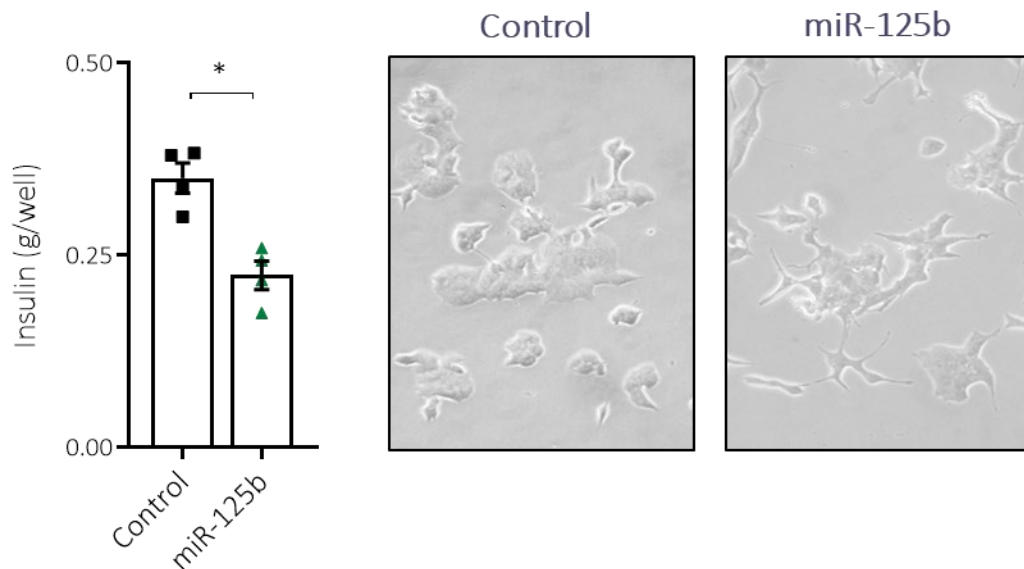 Control
miR-125b
0.50
*
0.25
0.00
Insulin (g/well)
Control
miR-125b